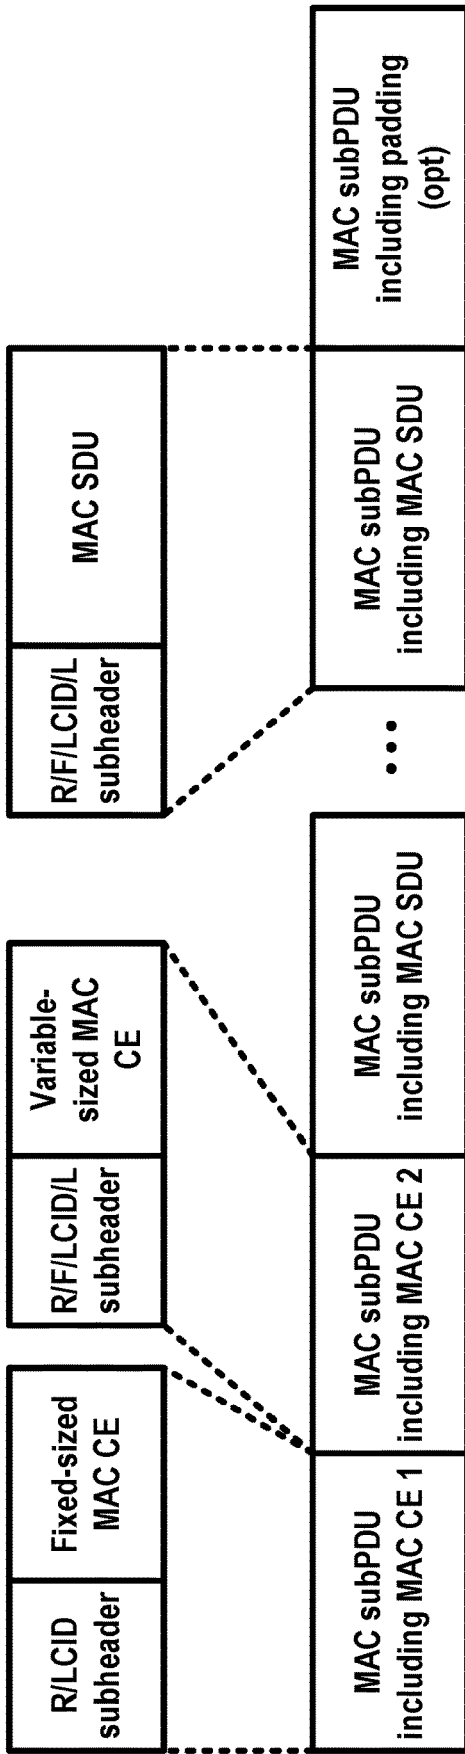 R/LCID
subheader
Fixed-sized
MAC CE
R/F/LCID/L
subheader
Variable-
sized MAC
CE
R/F/LCID/L
subheader
MAC SDU
MAC subPDU
including MAC CE 1
MAC subPDU
including MAC CE 2
MAC subPDU
including MAC SDU
...
MAC subPDU
including MAC SDU
MAC subPDU
including padding
(opt)